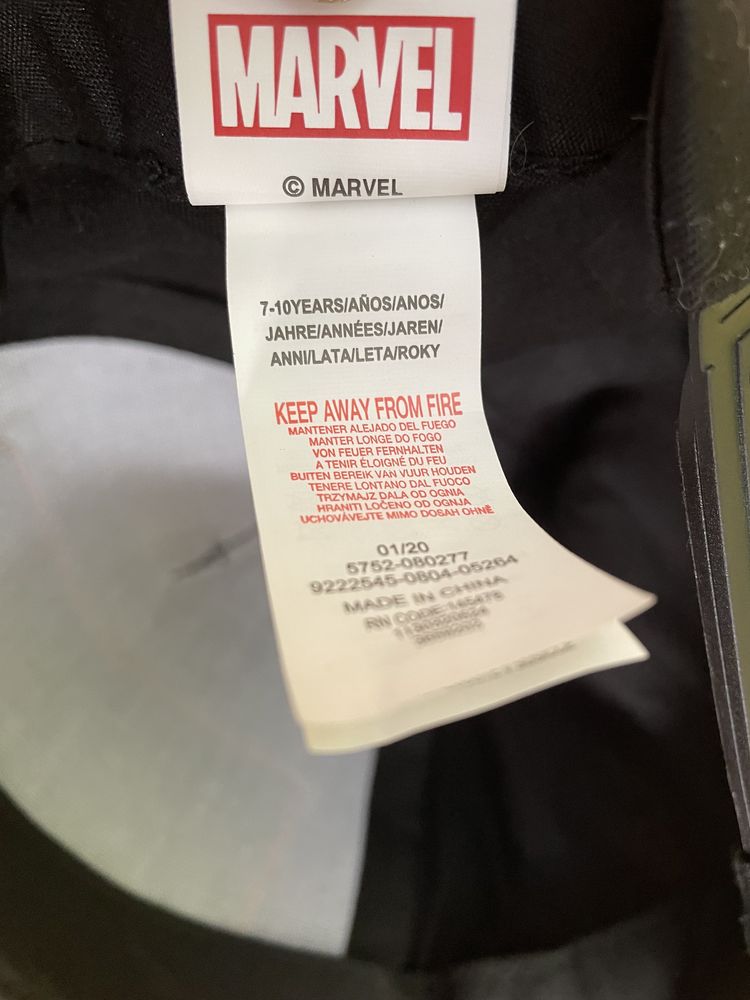 MARVEL
© MARVEL
7-10YEARS/AÑOS/ANOS/
JAHRE/ANNÉES/JAREN/
ANNI/LATA/LETA/ROKY
KEEP AWAY FROM FIRE
MANTENER ALEJADO DEL FUEGO
MANTER LONGE DO FOGO
VON FEUER FERNHALTEN
A TENIR ÉLOIGNÉ DU FEU
BUITEN BEREIK VAN VUUR HOUDEN
TENERE LONTANO DAL FUOCO
TRZYMAJZ DALA OD OGNIA
HRANITI LOČENO OD OGNJA
UCHOVÁVEJTE MIMO DOSAH OHNĚ
01/20
5752-080277
9222545-0804-05264
MADE IN CHINA
RN CODE: